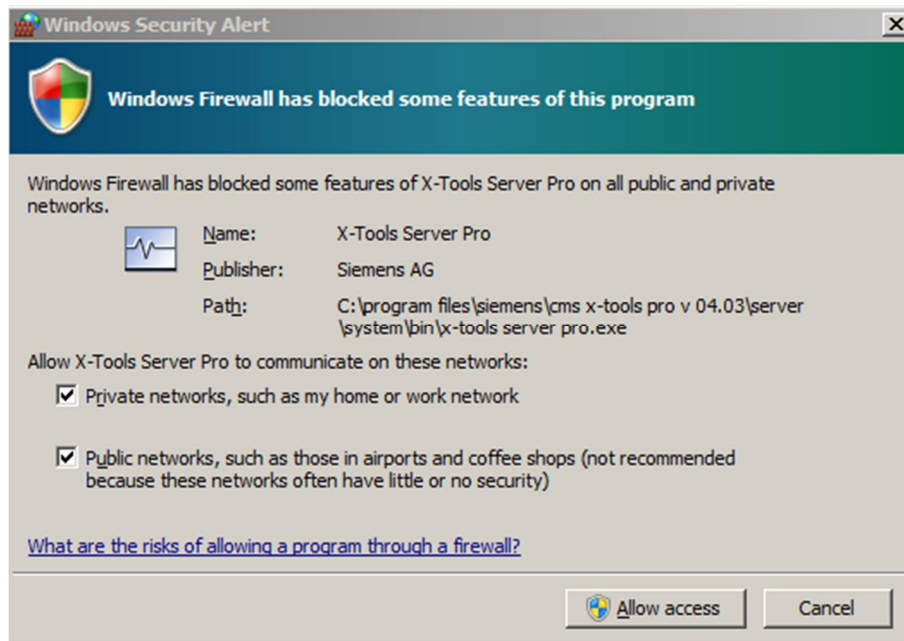 Windows Security Alert
Windows Firewall has blocked some features of this program
Windows Firewall has blocked some features of X-Tools Server Pro on all public and private
networks.
Name: X-Tools Server Pro
Publisher: Siemens AG
Path: C:\program files\siemens\cms x-tools pro v 04.03\server
\system\bin\x-tools server pro.exe
Allow X-Tools Server Pro to communicate on these networks:
Private networks, such as my home or work network
Public networks, such as those in airports and coffee shops (not recommended
because these networks often have little or no security)
What are the risks of allowing a program through a firewall?
Allow access Cancel